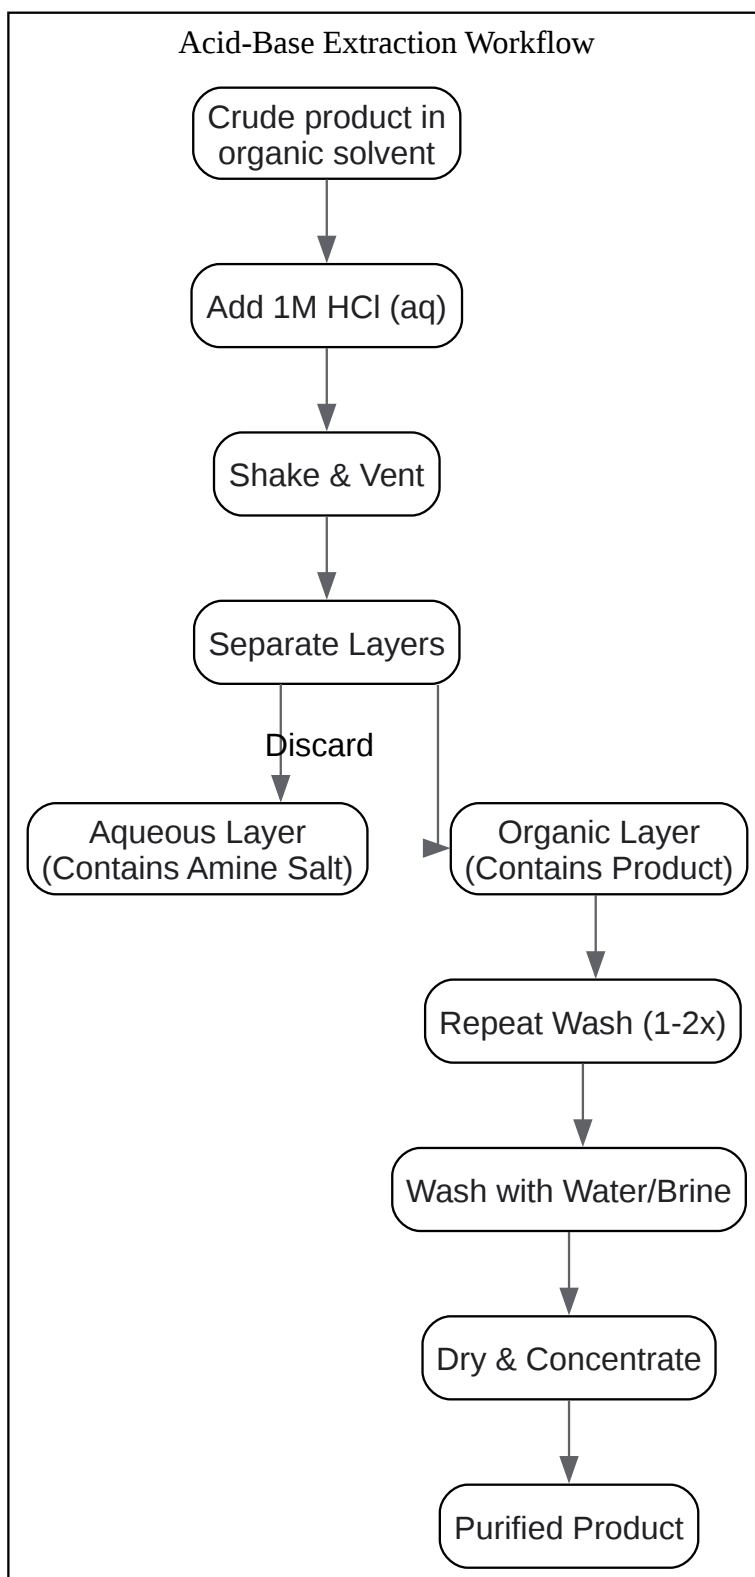 Acid-Base Extraction Workflow
Crude product in
organic solvent
Add 1M HCl (aq)
Shake & Vent
Separate Layers
Discard
Aqueous Layer
(Contains Amine Salt)
Organic Layer
(Contains Product)
Repeat Wash (1-2x)
Wash with Water/Brine
Dry & Concentrate
Purified Product